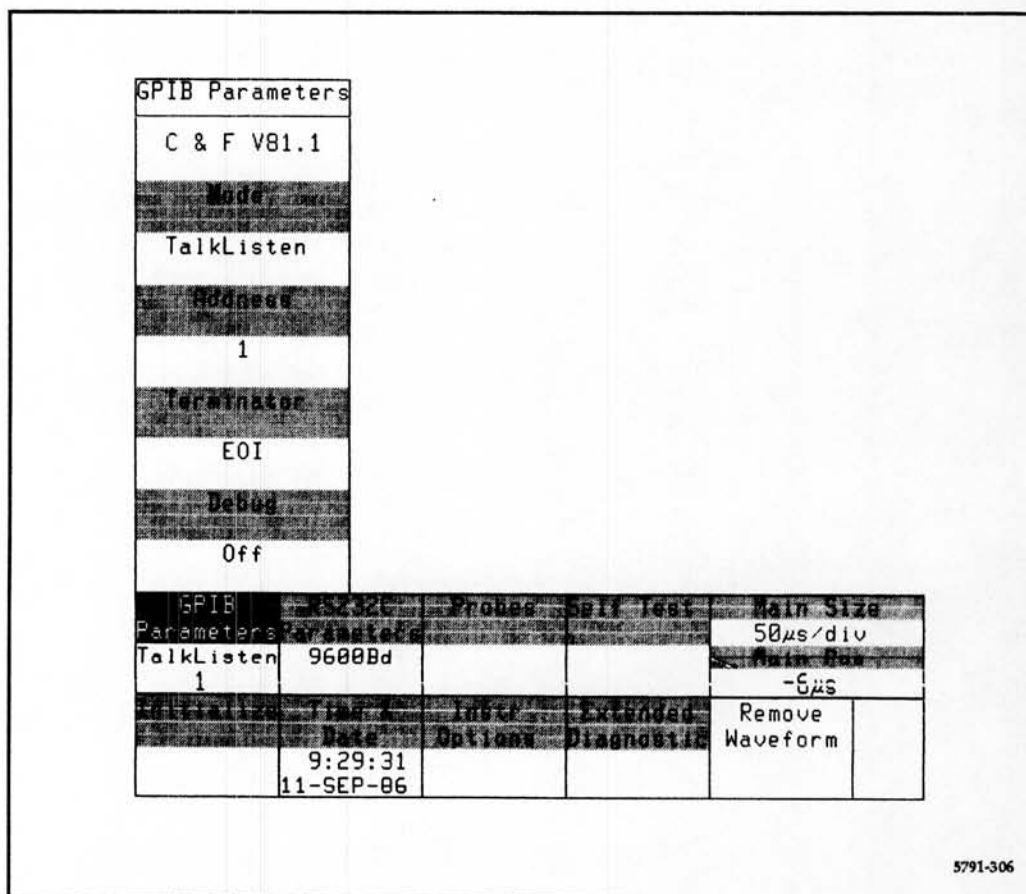 GPIB Parameters
C & F V81.1
Mode
TalkListen
Address
1
Terminator
EOI
Debug
Off
GPIB Parameters
TalkListen
1
RS232C Parameters
9600Bd
Probes
Self Test
Main Size
50µs/div
Main Pos
-6µs
Initialize
Time & Date
9:29:31
11-SEP-86
Instr Options
Extended Diagnostic
Remove Waveform
5791-306